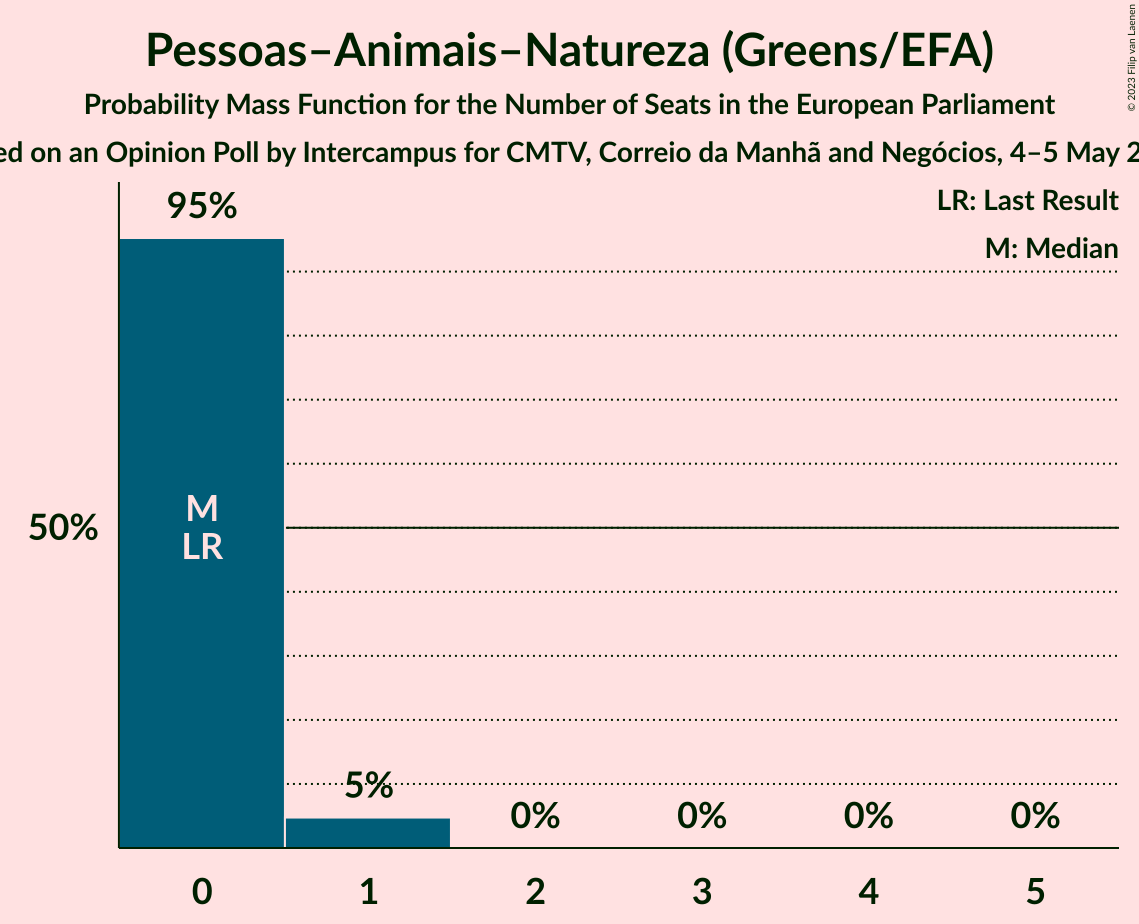 Pessoas–Animais–Natureza (Greens/EFA)
Probability Mass Function for the Number of Seats in the European Parliament
ed on an Opinion Poll by Intercampus for CMTV, Correio da Manhã and Negócios, 4–5 May 2
© 2023 Filip van Laenen
LR: Last Result
M: Median
95%
50%
M
LR
5%
0%
0%
0%
0%
0
1
2
3
4
5